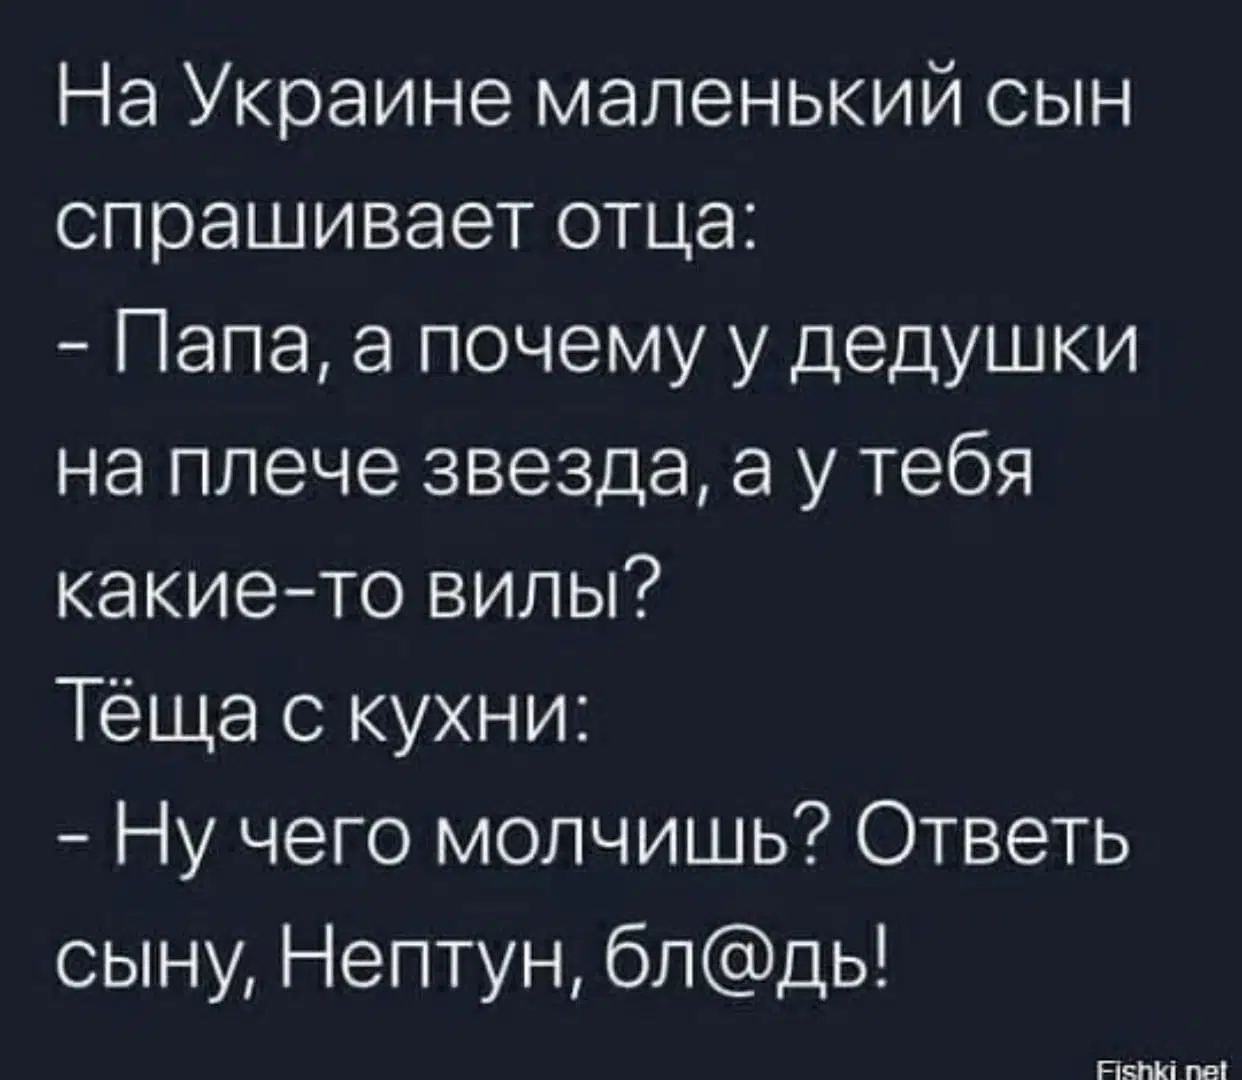 На Украине маленький сын
спрашивает отца:
- Папа, а почему у дедушки
на плече звезда, а у тебя
какие-то вилы?
Тёща с кухни:
- Ну чего молчишь? Ответь
сыну, Нептун, бл@дь!
Fishki.net